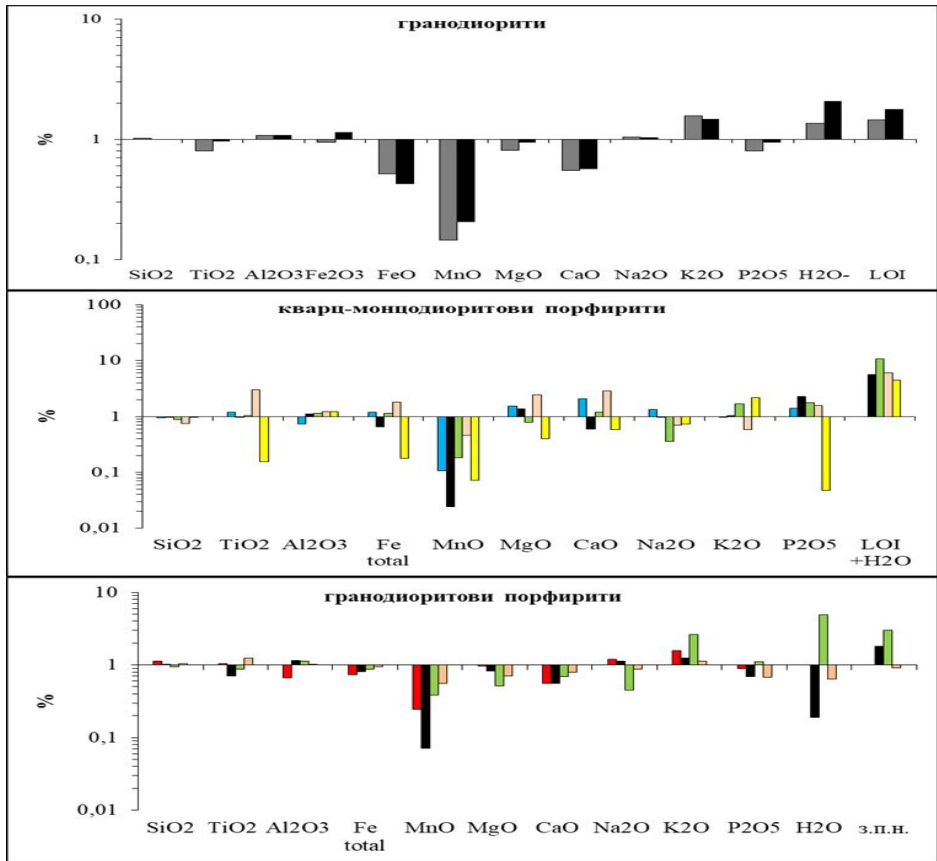 гранодиорити
10
1
0,1
%
SiO2 TiO2 Al2O3 Fe2O3 FeO MnO MgO CaO Na2O K2O P2O5 H2O- LOI
кварц-монцодиоритови порфирити
100
10
1
0,1
0,01
%
SiO2 TiO2 Al2O3 Fe total MnO MgO CaO Na2O K2O P2O5 LOI +H2O
гранодиоритови порфирити
10
1
0,1
0,01
%
SiO2 TiO2 Al2O3 Fe total MnO MgO CaO Na2O K2O P2O5 H2O з.п.н.